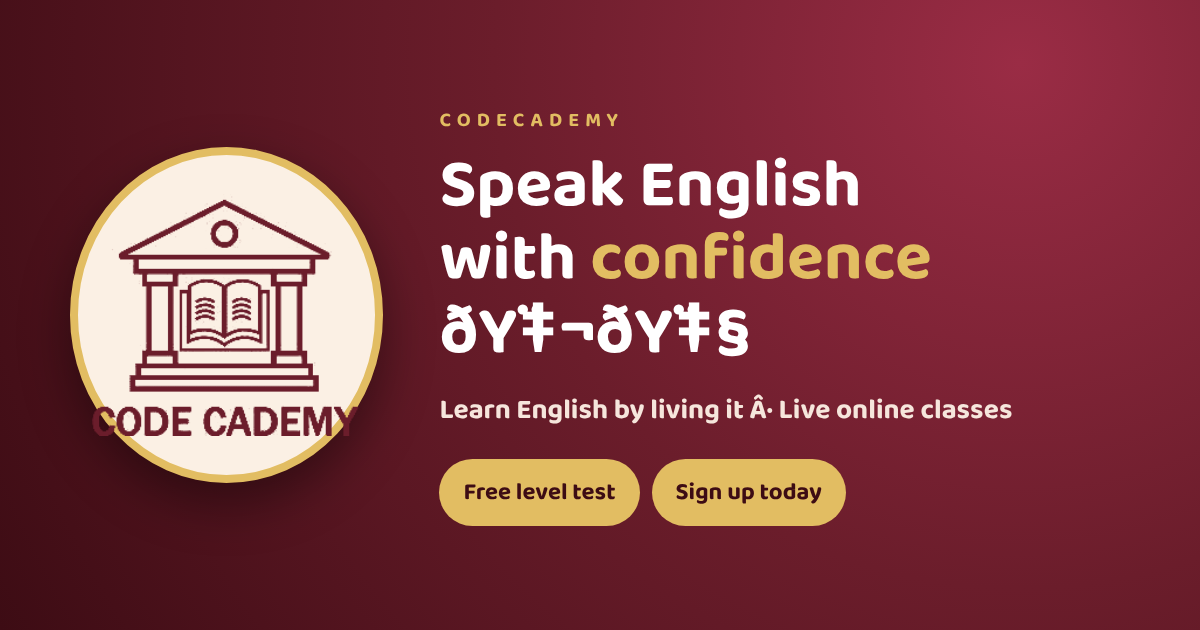 CODE CADEMY
CODECADEMY
Speak English
with confidence
ðŸ‡¬ðŸ‡§
Learn English by living it Â· Live online classes
Free level test
Sign up today